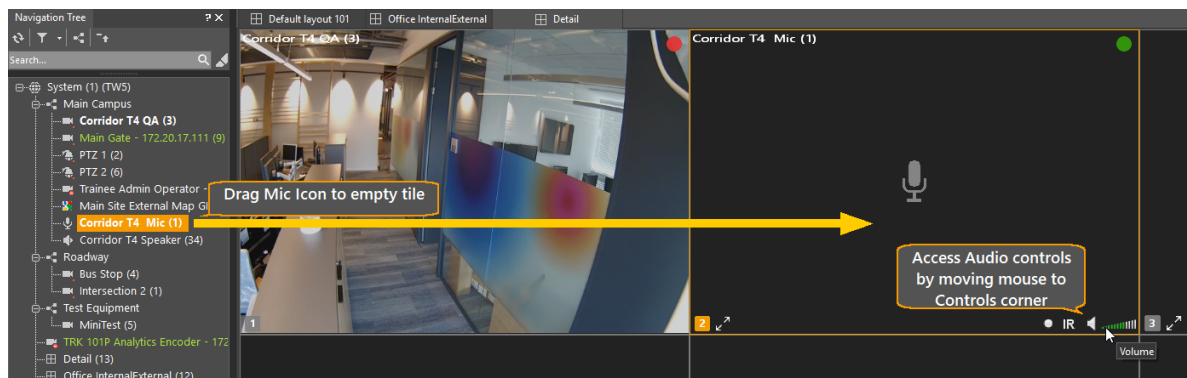 Navigation Tree
Default layout 101
Office InternalExternal
Detail
Search...
System (1) (TW5)
Main Campus
Corridor T4 QA (3)
Main Gate - 172.20.17.111 (9)
PTZ 1 (2)
PTZ 2 (6)
Trainee Admin Operator -
Main Site External Map
Corridor T4 Mic (1)
Corridor T4 Speaker (34)
Roadway
Bus Stop (4)
Intersection 2 (1)
Test Equipment
MiniTest (5)
TRK 101P Analytics Encoder - 172
Detail (13)
Office InternalExternal (12)
Corridor T4 QA (3)
Drag Mic Icon to empty tile
1
Corridor T4 Mic (1)
Access Audio controls
by moving mouse to
Controls corner
2
IR
3
Volume